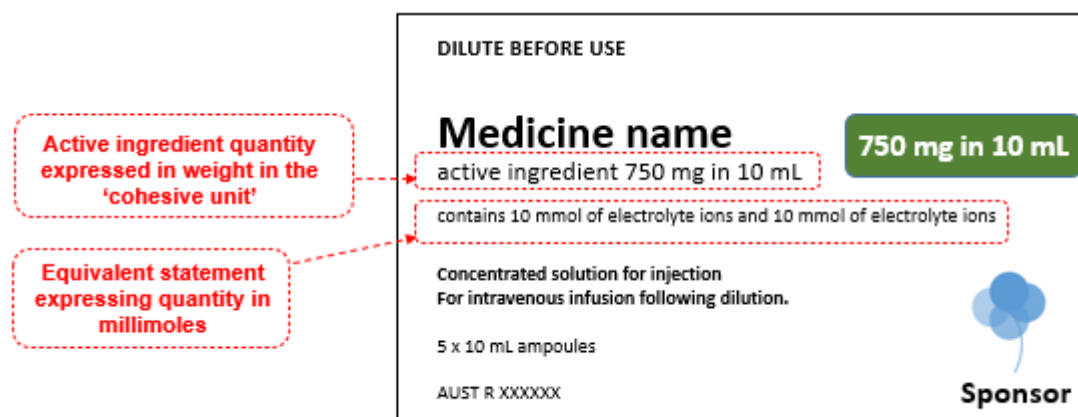 DILUTE BEFORE USE
Medicine name
750 mg in 10 mL
active ingredient 750 mg in 10 mL
contains 10 mmol of electrolyte ions and 10 mmol of electrolyte ions
Concentrated solution for injection
For intravenous infusion following dilution.
5 x 10 mL ampoules
AUST R XXXXXX
Sponsor
Active ingredient quantity
expressed in weight in the
‘cohesive unit’
Equivalent statement
expressing quantity in
millimoles